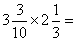 3 3/10 × 2 1/3 =